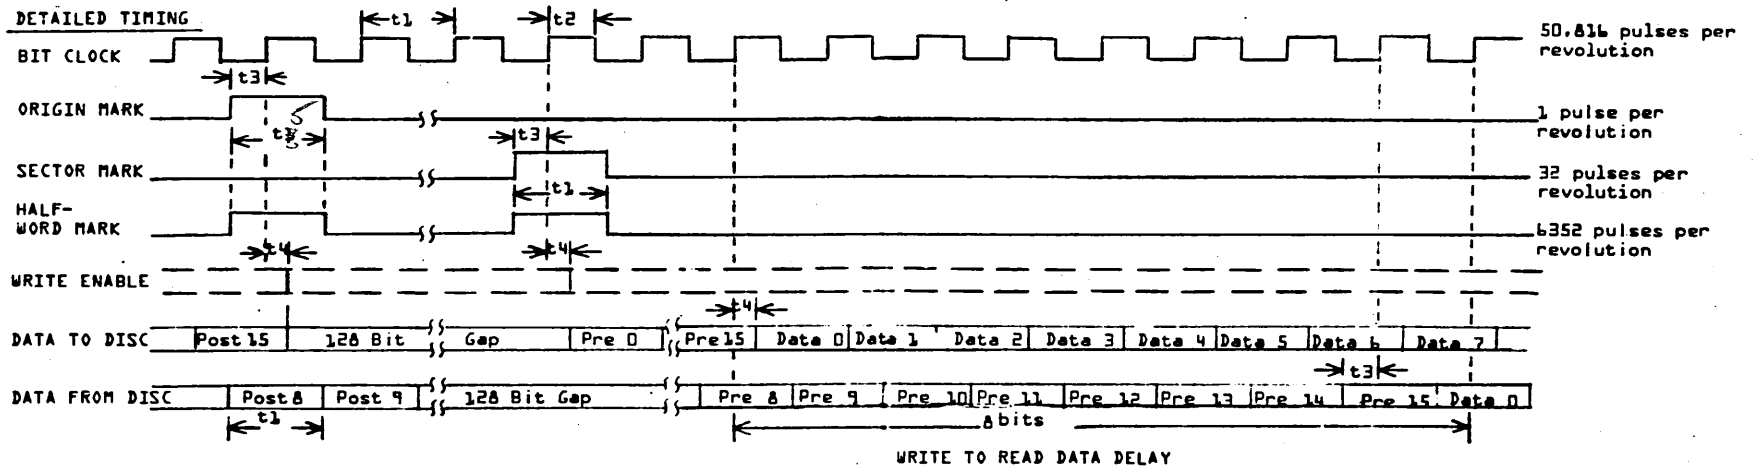 DETAILED TIMING
t1 t2
BIT CLOCK
50,816 pulses per
revolution
t3
ORIGIN MARK
5
1 pulse per
revolution
t3
SECTOR MARK
t1
32 pulses per
revolution
HALF-
WORD MARK
6352 pulses per
revolution
t4 t4
WRITE ENABLE
t4
DATA TO DISC Post 15 128 Bit Gap Pre 0 Pre 15 Data 0 Data 1 Data 2 Data 3 Data 4 Data 5 Data 6 Data 7
t3
DATA FROM DISC Post 8 Post 9 128 Bit Gap Pre 8 Pre 9 Pre 10 Pre 11 Pre 12 Pre 13 Pre 14 Pre 15 Data 0
t1 8 bits
WRITE TO READ DATA DELAY